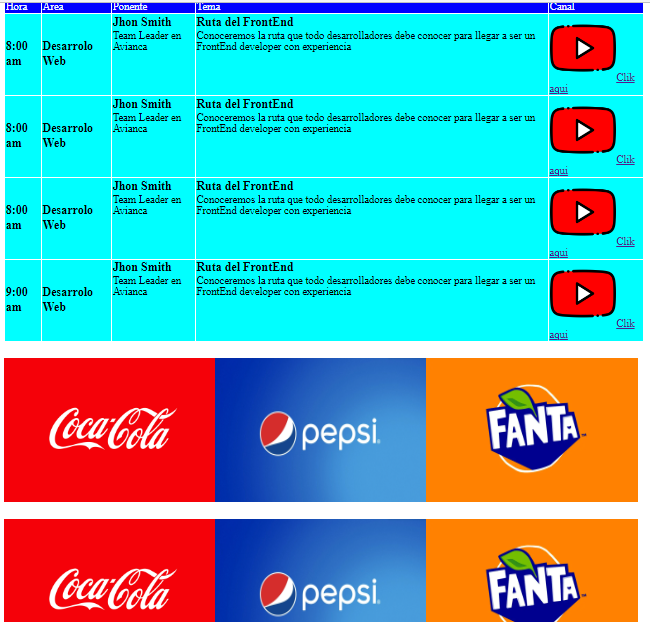 Hora Area Ponente Tema Canal
8:00 am Desarrolo Web Jhon Smith Team Leader en Avianca Ruta del FrontEnd Conoceremos la ruta que todo desarrolladores debe conocer para llegar a ser un FrontEnd developer con experiencia Clik aqui
8:00 am Desarrolo Web Jhon Smith Team Leader en Avianca Ruta del FrontEnd Conoceremos la ruta que todo desarrolladores debe conocer para llegar a ser un FrontEnd developer con experiencia Clik aqui
8:00 am Desarrolo Web Jhon Smith Team Leader en Avianca Ruta del FrontEnd Conoceremos la ruta que todo desarrolladores debe conocer para llegar a ser un FrontEnd developer con experiencia Clik aqui
9:00 am Desarrolo Web Jhon Smith Team Leader en Avianca Ruta del FrontEnd Conoceremos la ruta que todo desarrolladores debe conocer para llegar a ser un FrontEnd developer con experiencia Clik aqui
Coca-Cola pepsi FANTA
Coca-Cola pepsi FANTA